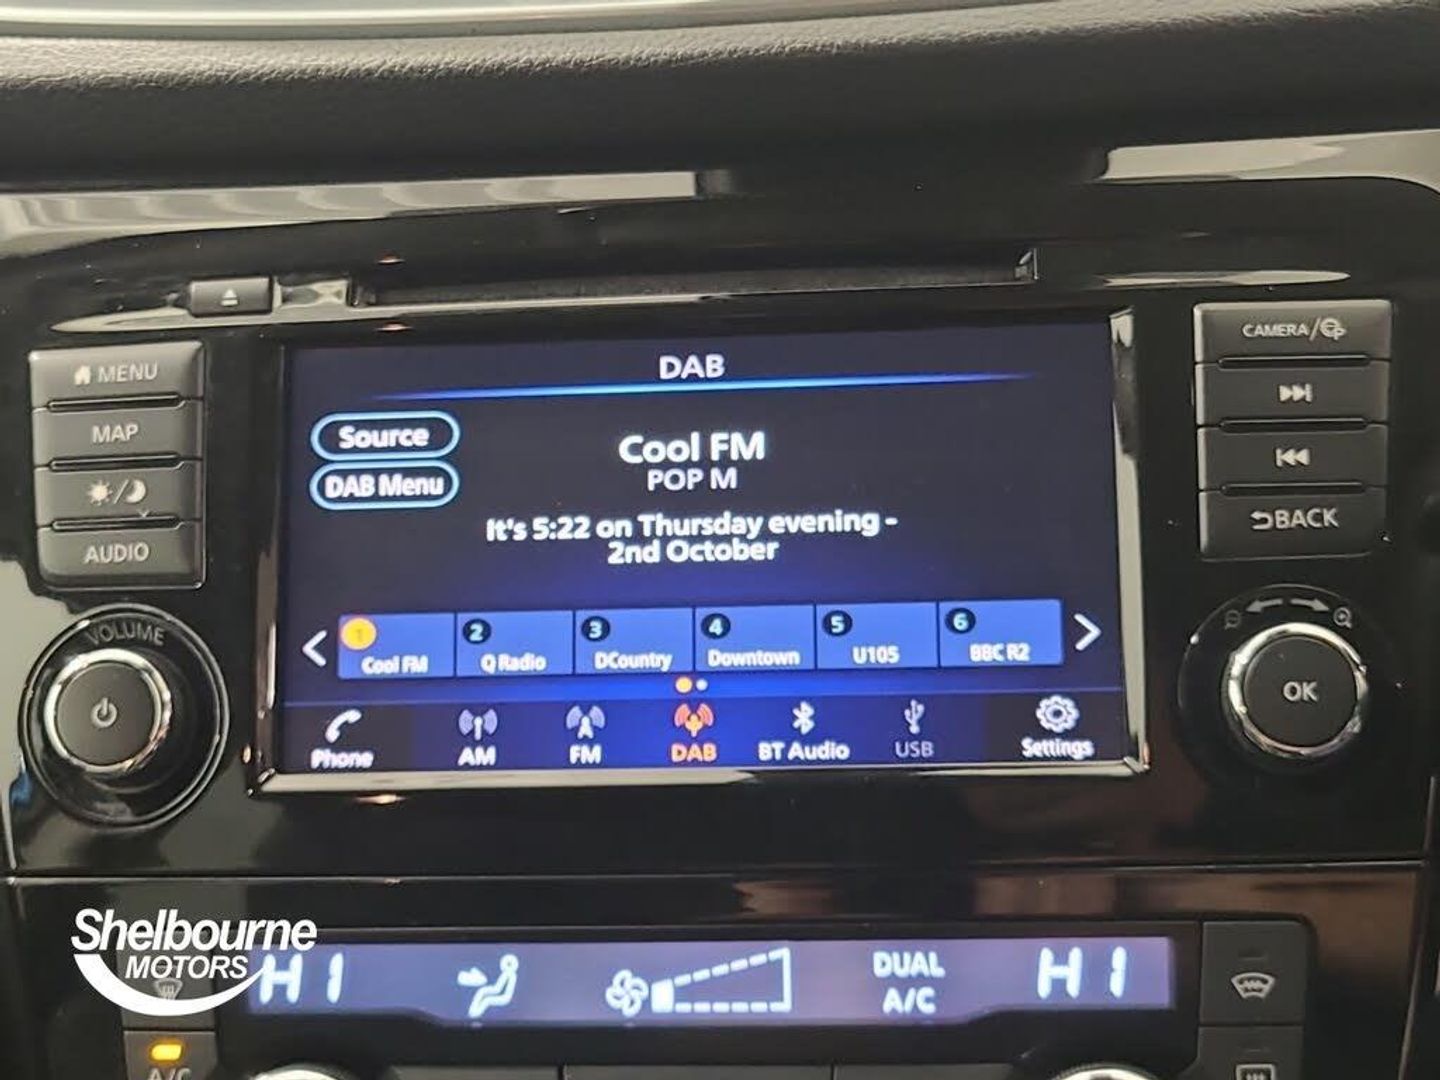 MENU
MAP
AUDIO
VOLUME
DAB
Source
DAB Menu
Cool FM
POP M
It's 5:22 on Thursday evening -
2nd October
1 Cool FM
2 Q Radio
3 DCountry
4 Downtown
5 U105
6 BBC R2
Phone
AM
FM
DAB
BT Audio
USB
Settings
CAMERA/
BACK
OK
Shelbourne
MOTORS
HI
DUAL
A/C
HI
A/C